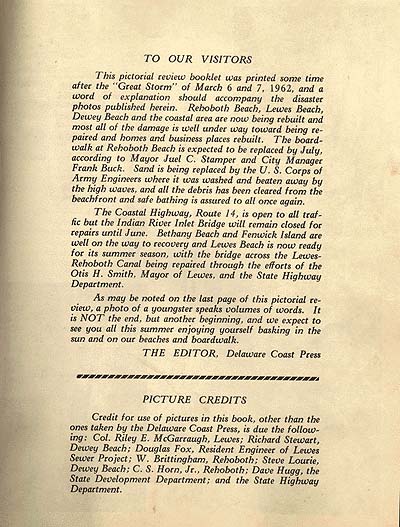 TO OUR VISITORS
This pictorial review booklet was printed some time
after the "Great Storm" of March 6 and 7, 1962, and a
word of explanation should accompany the disaster
photos published herein. Rehoboth Beach, Lewes Beach,
Dewey Beach and the coastal area are now being rebuilt and
most all of the damage is well under way toward being re-
paired and homes and business places rebuilt. The board-
walk at Rehoboth Beach is expected to be replaced by July,
according to Mayor Juel C. Stamper and City Manager
Frank Buck. Sand is being replaced by the U. S. Corps of
Army Engineers where it was washed and beaten away by
the high waves, and all the debris has been cleared from the
beachfront and safe bathing is assured to all once again.
The Coastal Highway, Route 14, is open to all traf-
fic but the Indian River Inlet Bridge will remain closed for
repairs until June. Bethany Beach and Fenwick Island are
well on the way to recovery and Lewes Beach is now ready
for its summer season, with the bridge across the Lewes-
Rehoboth Canal being repaired through the efforts of the
Otis H. Smith, Mayor of Lewes, and the State Highway
Department.
As may be noted on the last page of this pictorial re-
view, a photo of a youngster speaks volumes of words. It
is NOT the end, but another beginning, and we expect to
see you all this summer enjoying yourself basking in the
sun and on our beaches and boardwalk.
THE EDITOR, Delaware Coast Press
PICTURE CREDITS
Credit for use of pictures in this book, other than the
ones taken by the Delaware Coast Press, is due the follow-
ing: Col. Riley E. McGarraugh, Lewes; Richard Stewart,
Dewey Beach; Douglas Fox, Resident Engineer of Lewes
Sewer Project; W. Brittingham, Rehoboth; Steve Lourie,
Dewey Beach; C. S. Horn, Jr., Rehoboth; Dave Hugg, the
State Development Department; and the State Highway
Department.